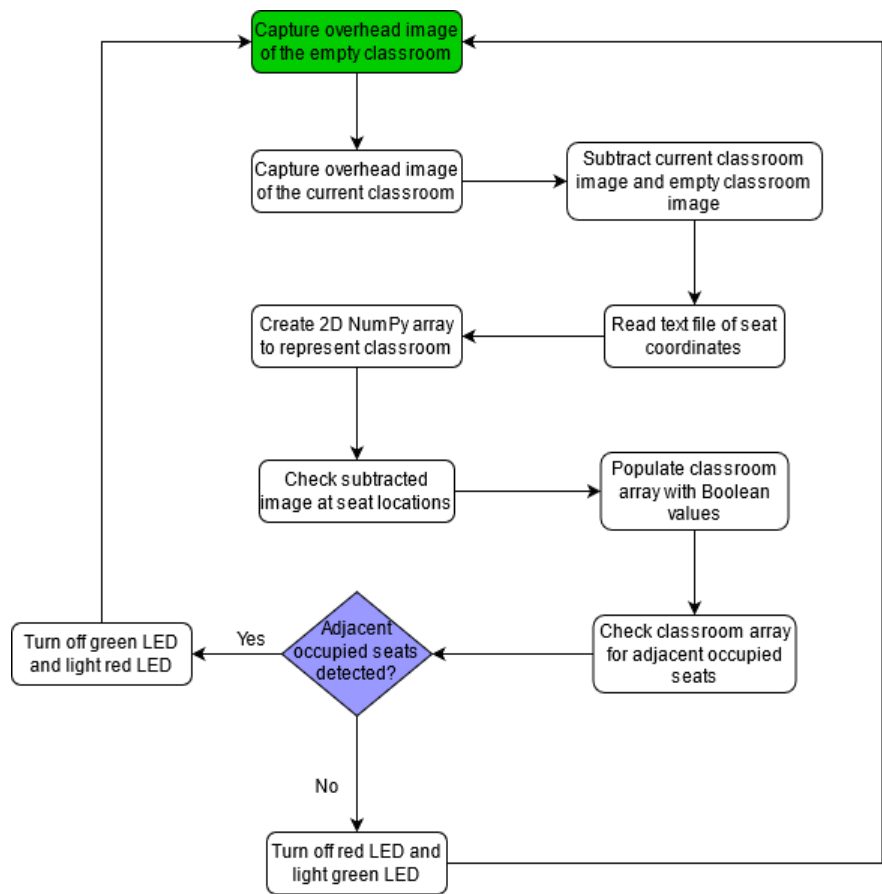 Capture overhead image
of the empty classroom
Capture overhead image
of the current classroom
Subtract current classroom
image and empty classroom
image
Create 2D NumPy array
to represent classroom
Read text file of seat
coordinates
Check subtracted
image at seat locations
Populate classroom
array with Boolean
values
Turn off green LED
and light red LED
Yes
Adjacent
occupied seats
detected?
Check classroom array
for adjacent occupied
seats
No
Turn off red LED and
light green LED